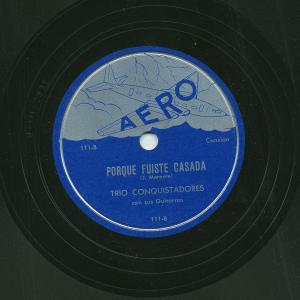 AERO
111-B
Canción
PORQUE FUISTE CASADA
TRIO CONQUISTADORES
con sus Guitarras
111-B